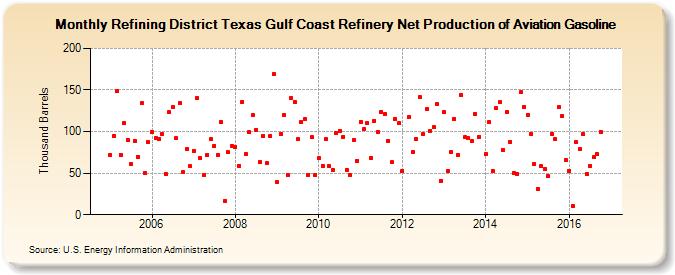 Monthly Refining District Texas Gulf Coast Refinery Net Production of Aviation Gasoline
Thousand Barrels
200
150
100
50
0
2006 2008 2010 2012 2014 2016
Source: U.S. Energy Information Administration